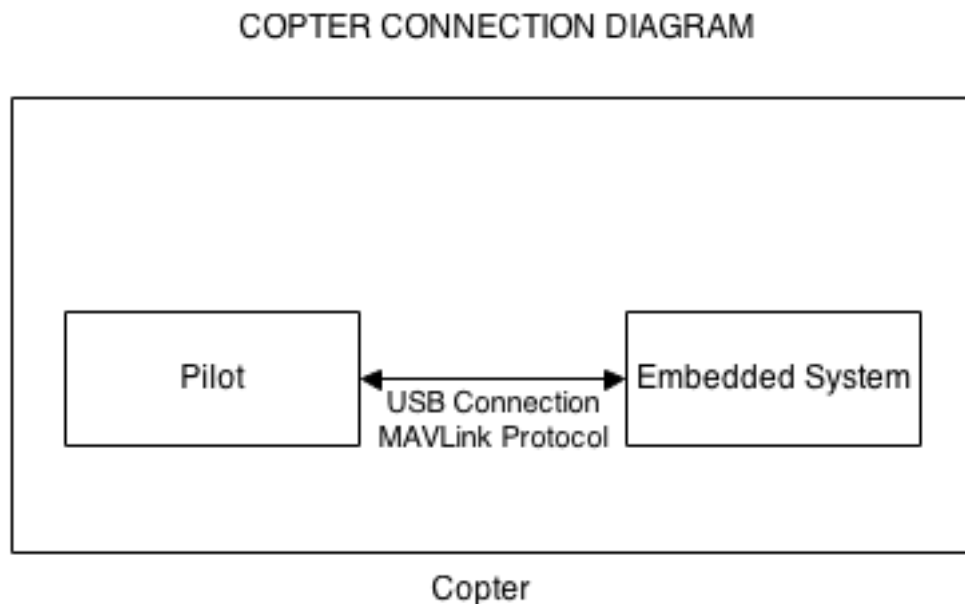 COPTER CONNECTION DIAGRAM
Pilot
Embedded System
USB Connection
MAVLink Protocol
Copter